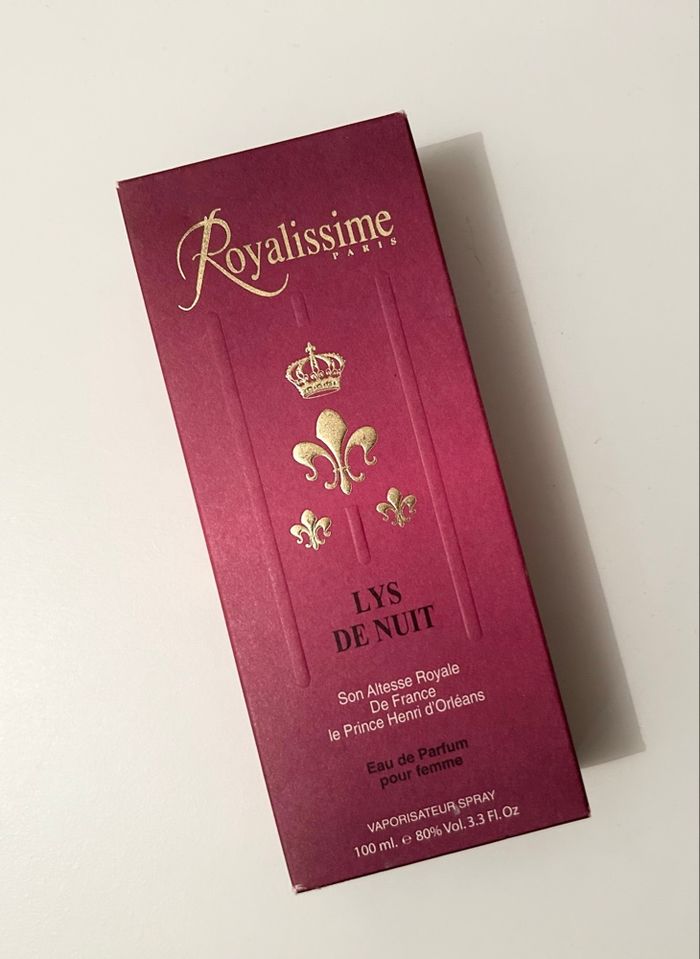 Royalissime
PARIS
LYS
DE NUIT
Son Altesse Royale
De France
le Prince Henri d'Orléans
Eau de Parfum
pour femme
VAPORISATEUR SPRAY
100 ml. ℮ 80% Vol. 3.3 Fl. Oz